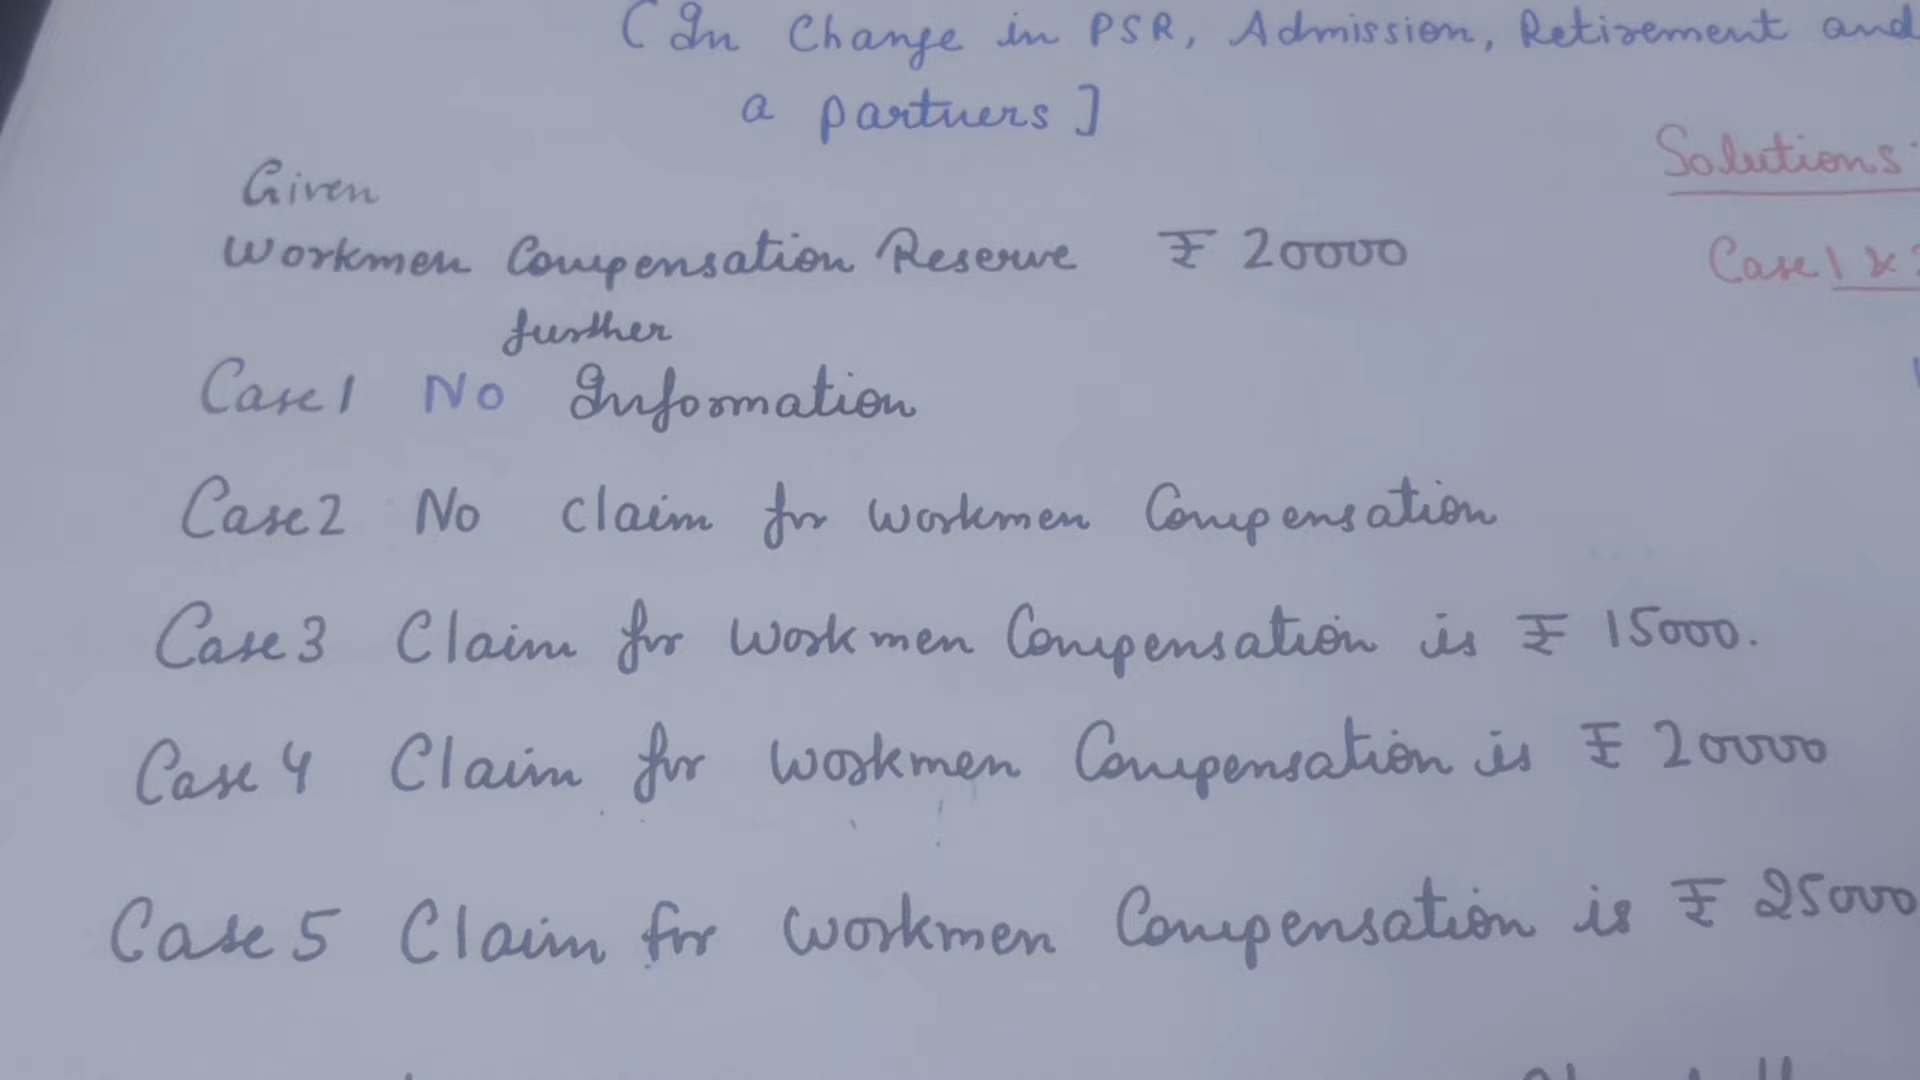 (In Change in PSR, Admission, Retirement and
a partners]
Solutions:
Given
Workmen Compensation Reserve ₹ 20000
Case 1 &
further
Case 1 No Information
Case 2 No claim for workmen Compensation
Case 3 Claim for workmen Compensation is ₹ 15000.
Case 4 Claim for workmen Compensation is ₹ 20000
Case 5 Claim for workmen Compensation is ₹ 25000